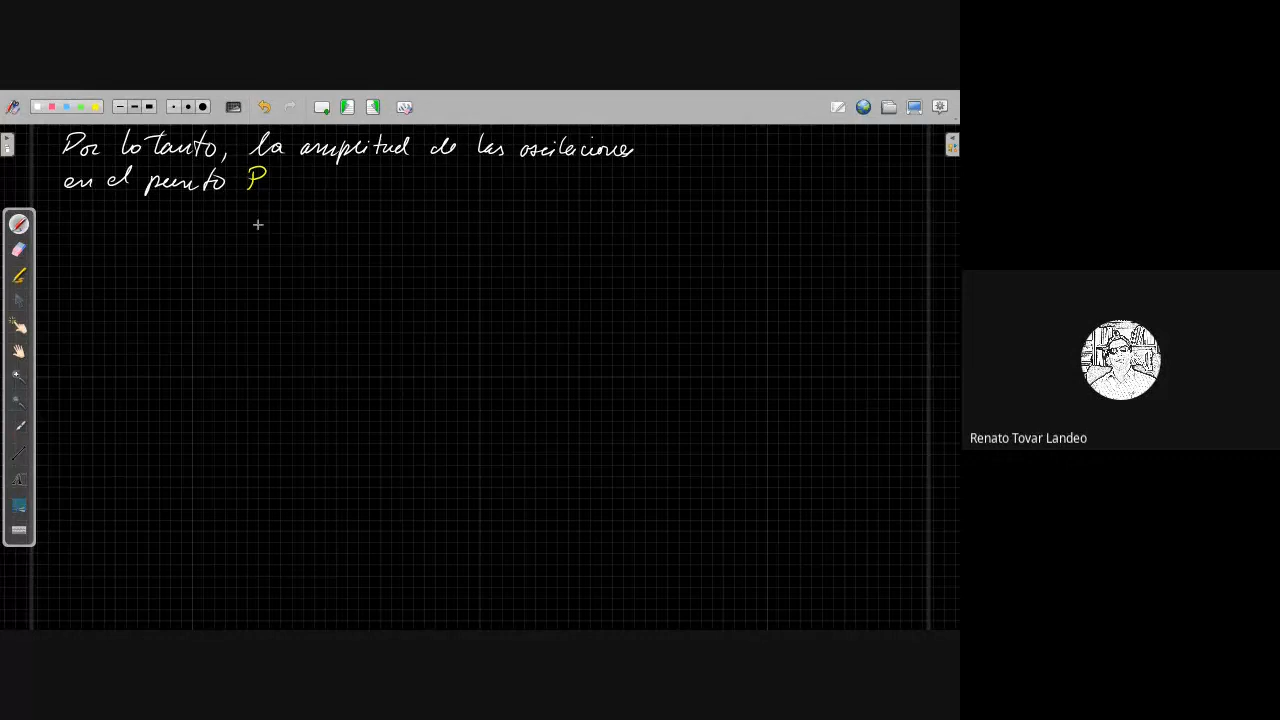 Por lo tanto, la amplitud de las oscilaciones
en el punto P
Renato Tovar Landeo